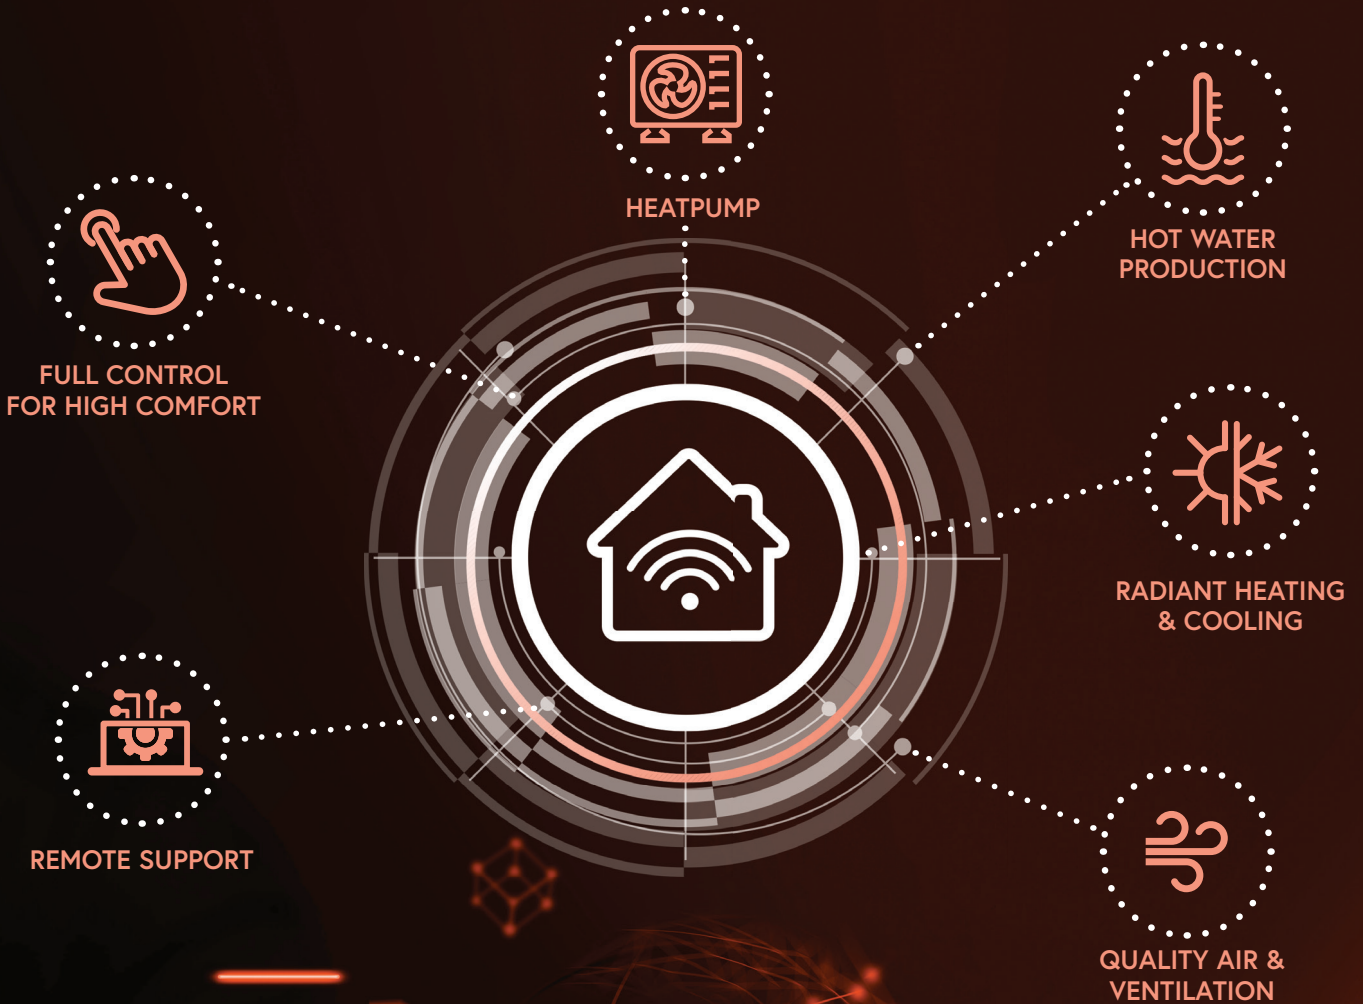 HEATPUMP
HOT WATER
PRODUCTION
FULL CONTROL
FOR HIGH COMFORT
RADIANT HEATING
& COOLING
REMOTE SUPPORT
QUALITY AIR &
VENTILATION